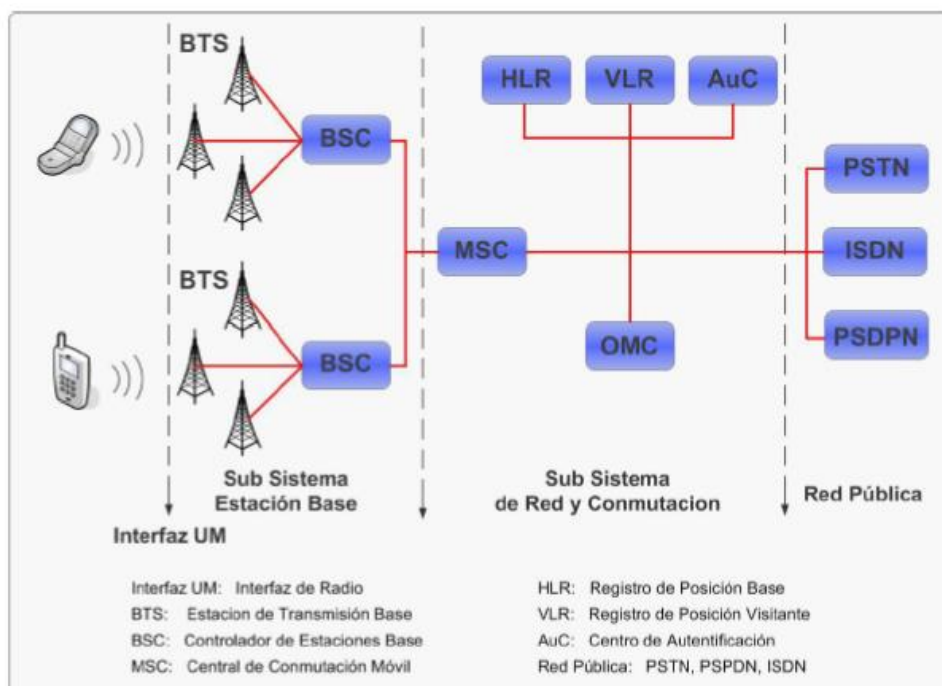 BTS
HLR
VLR
AuC
BSC
PSTN
MSC
ISDN
BTS
OMC
PSDPN
BSC
Sub Sistema
Estación Base
Sub Sistema
de Red y Conmutacion
Red Pública
Interfaz UM
Interfaz UM: Interfaz de Radio
BTS: Estacion de Transmisión Base
BSC: Controlador de Estaciones Base
MSC: Central de Conmutación Móvil
HLR: Registro de Posición Base
VLR: Registro de Posición Visitante
AuC: Centro de Autentificación
Red Pública: PSTN, PSPDN, ISDN